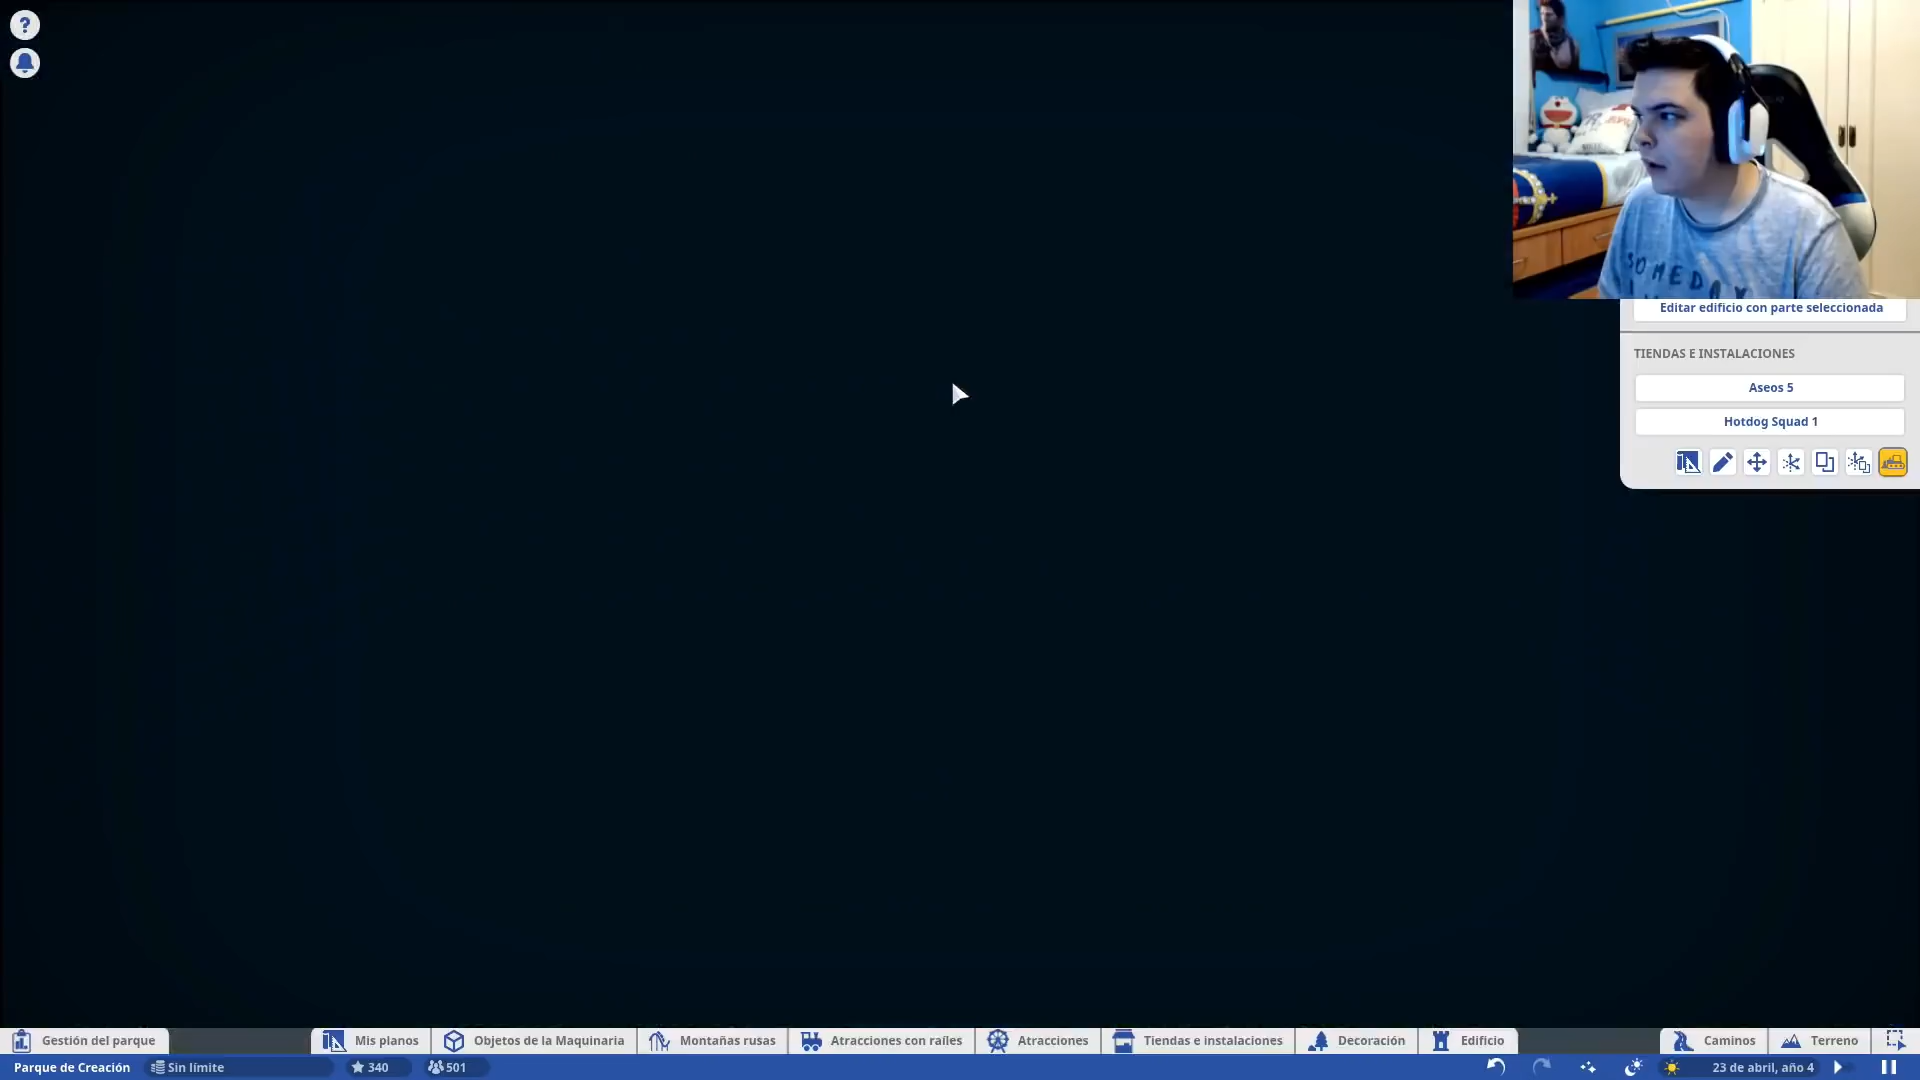 ?
SOMEDAY
Editar edificio con parte seleccionada
TIENDAS E INSTALACIONES
Aseos 5
Hotdog Squad 1
Gestión del parque
Mis planos
Objetos de la Maquinaria
Montañas rusas
Atracciones con raíles
Atracciones
Tiendas e instalaciones
Decoración
Edificio
Caminos
Terreno
Parque de Creación
Sin límite
340
501
23 de abril, año 4